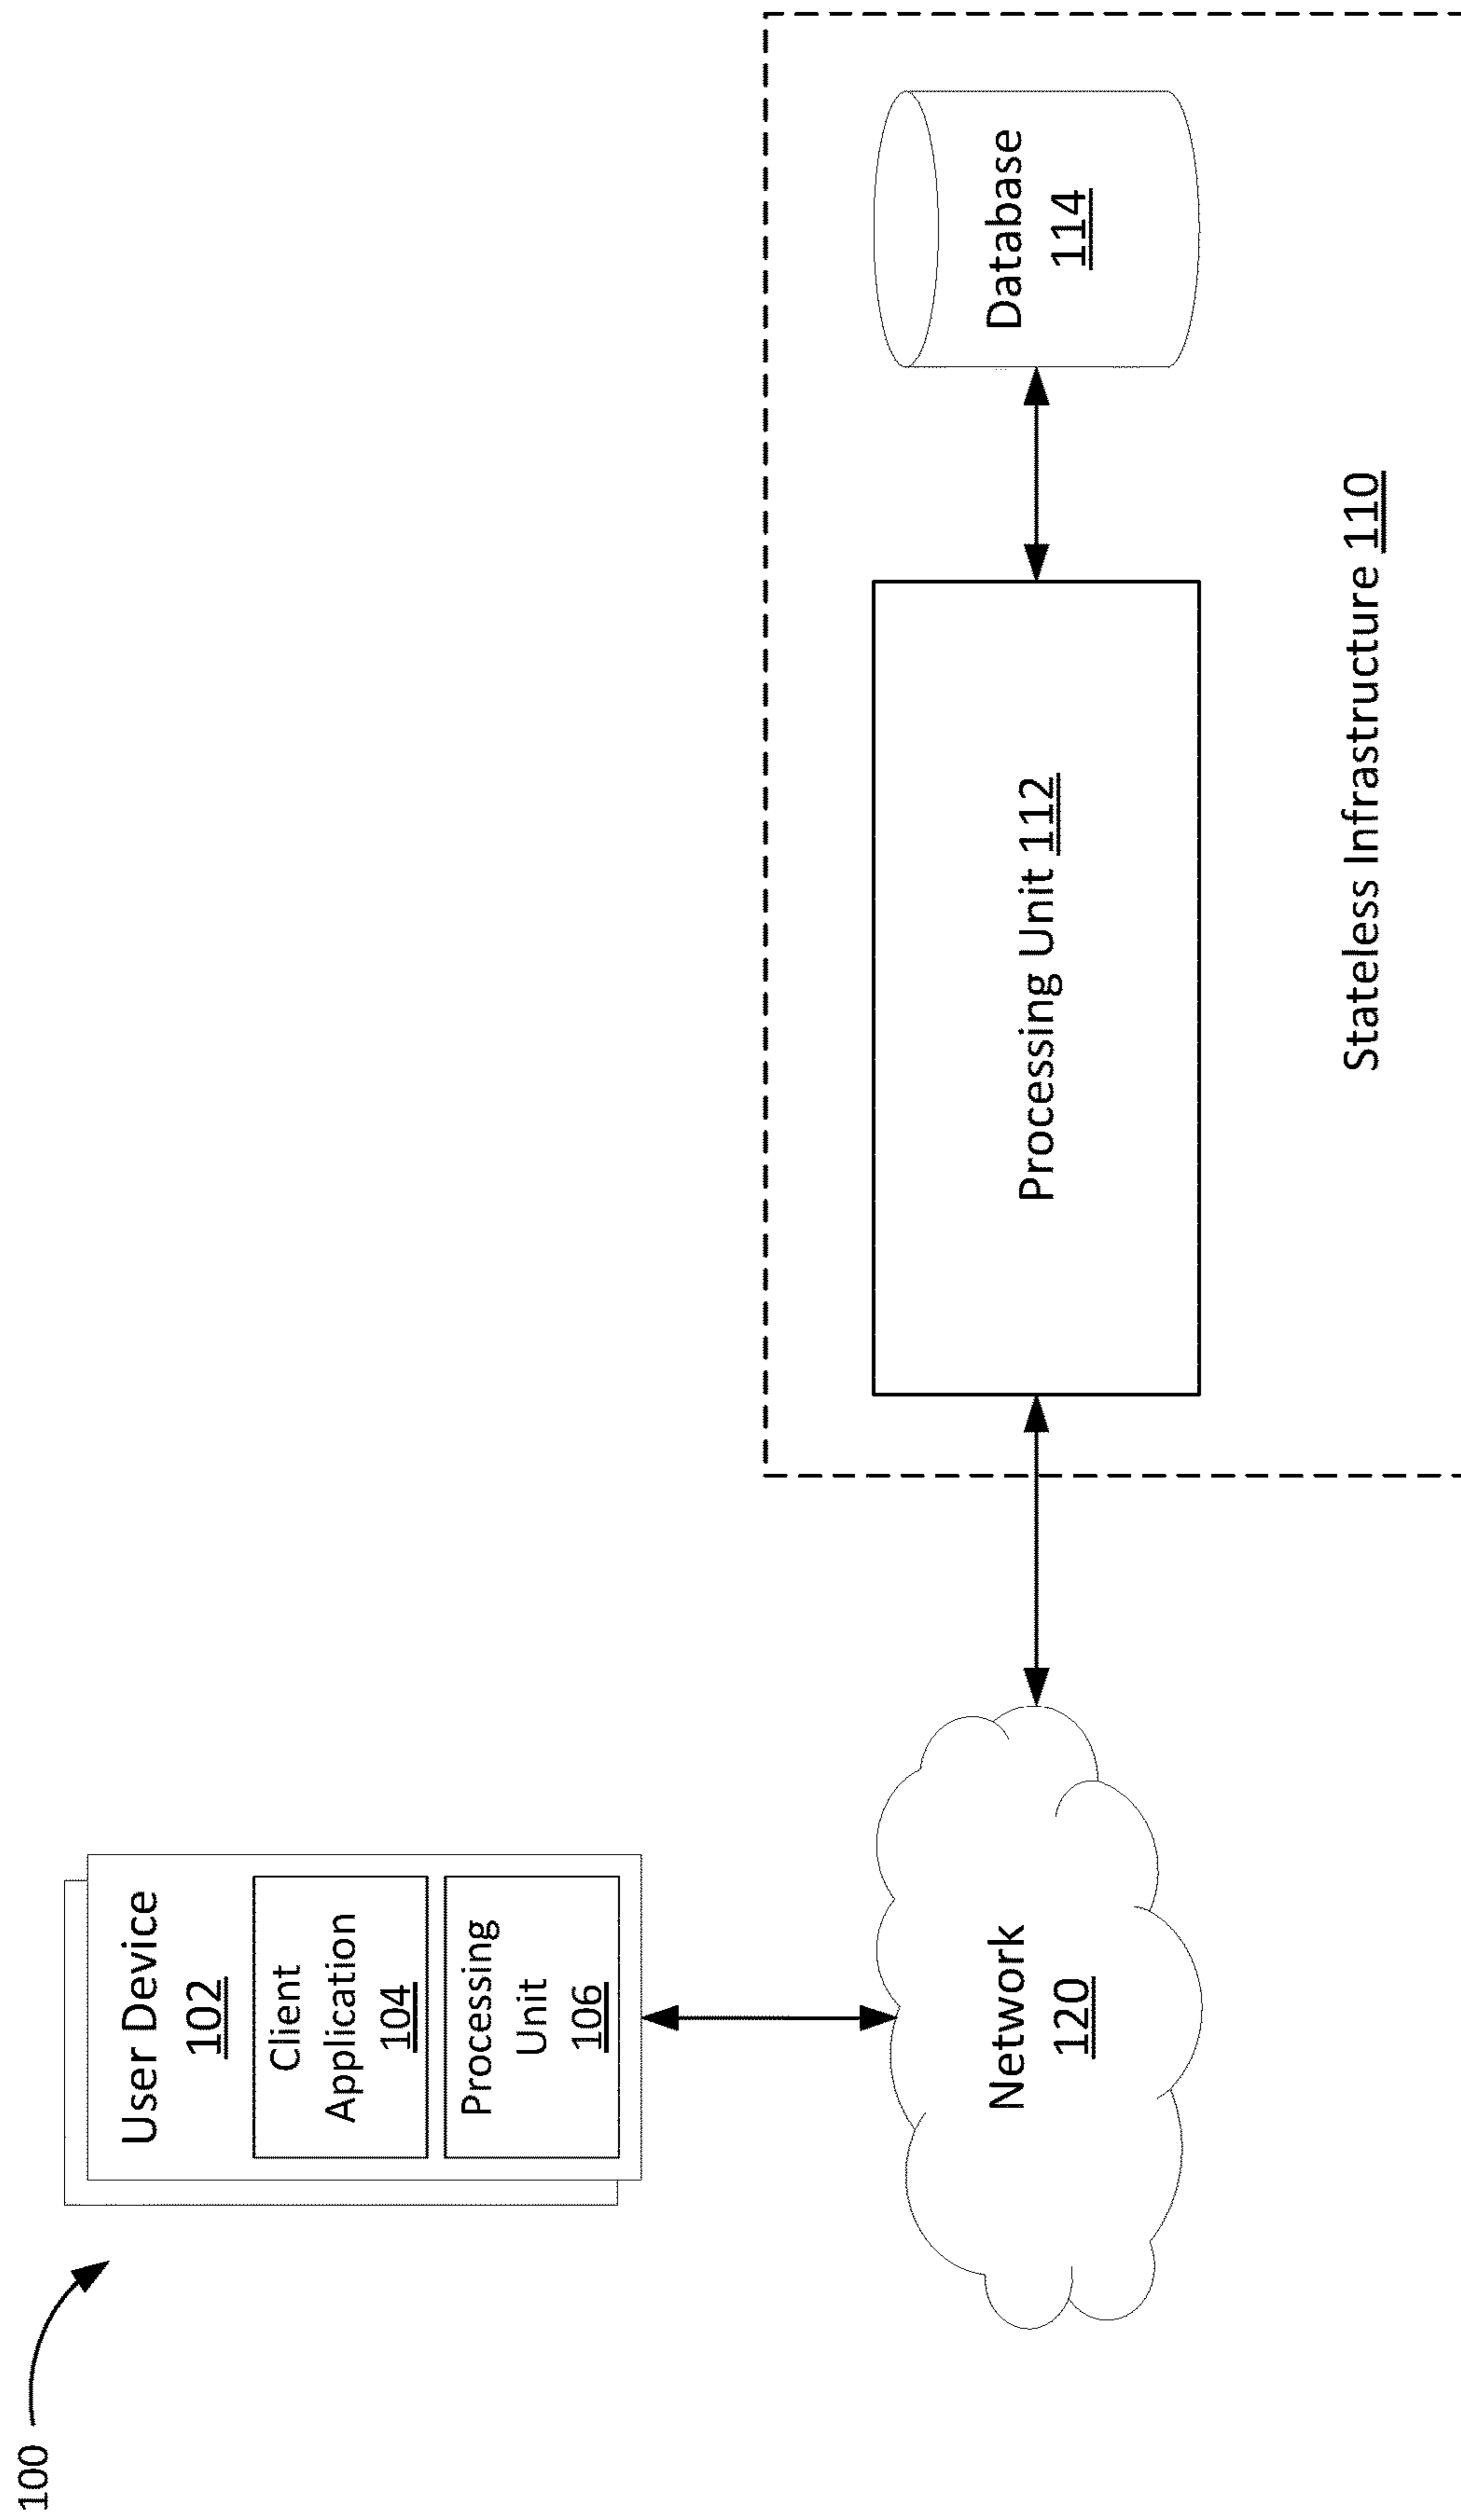 100
User Device
102
Client
Application
104
Processing
Unit
106
Network
120
Processing Unit 112
Database
114
Stateless Infrastructure 110